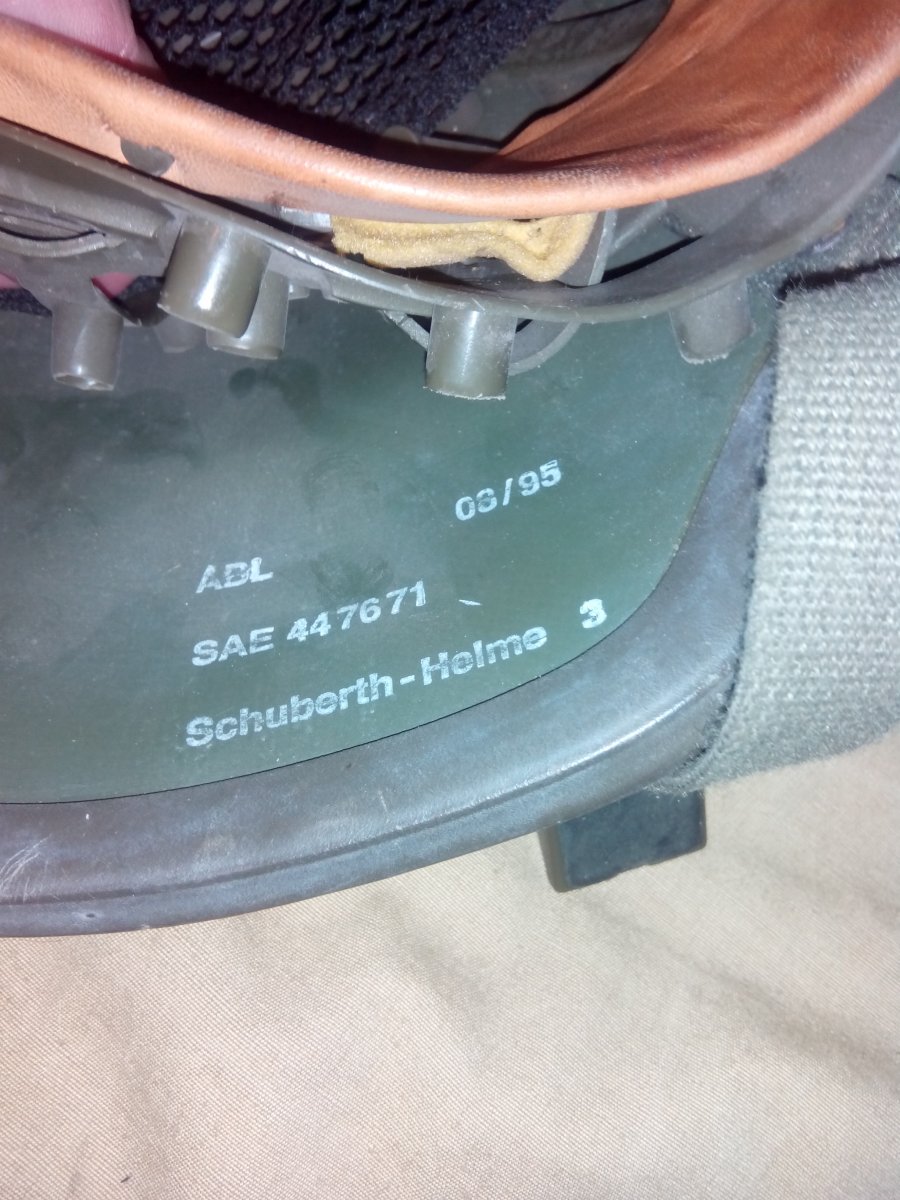 08/95
ABL
SAE 447671
Schuberth-Helme 3